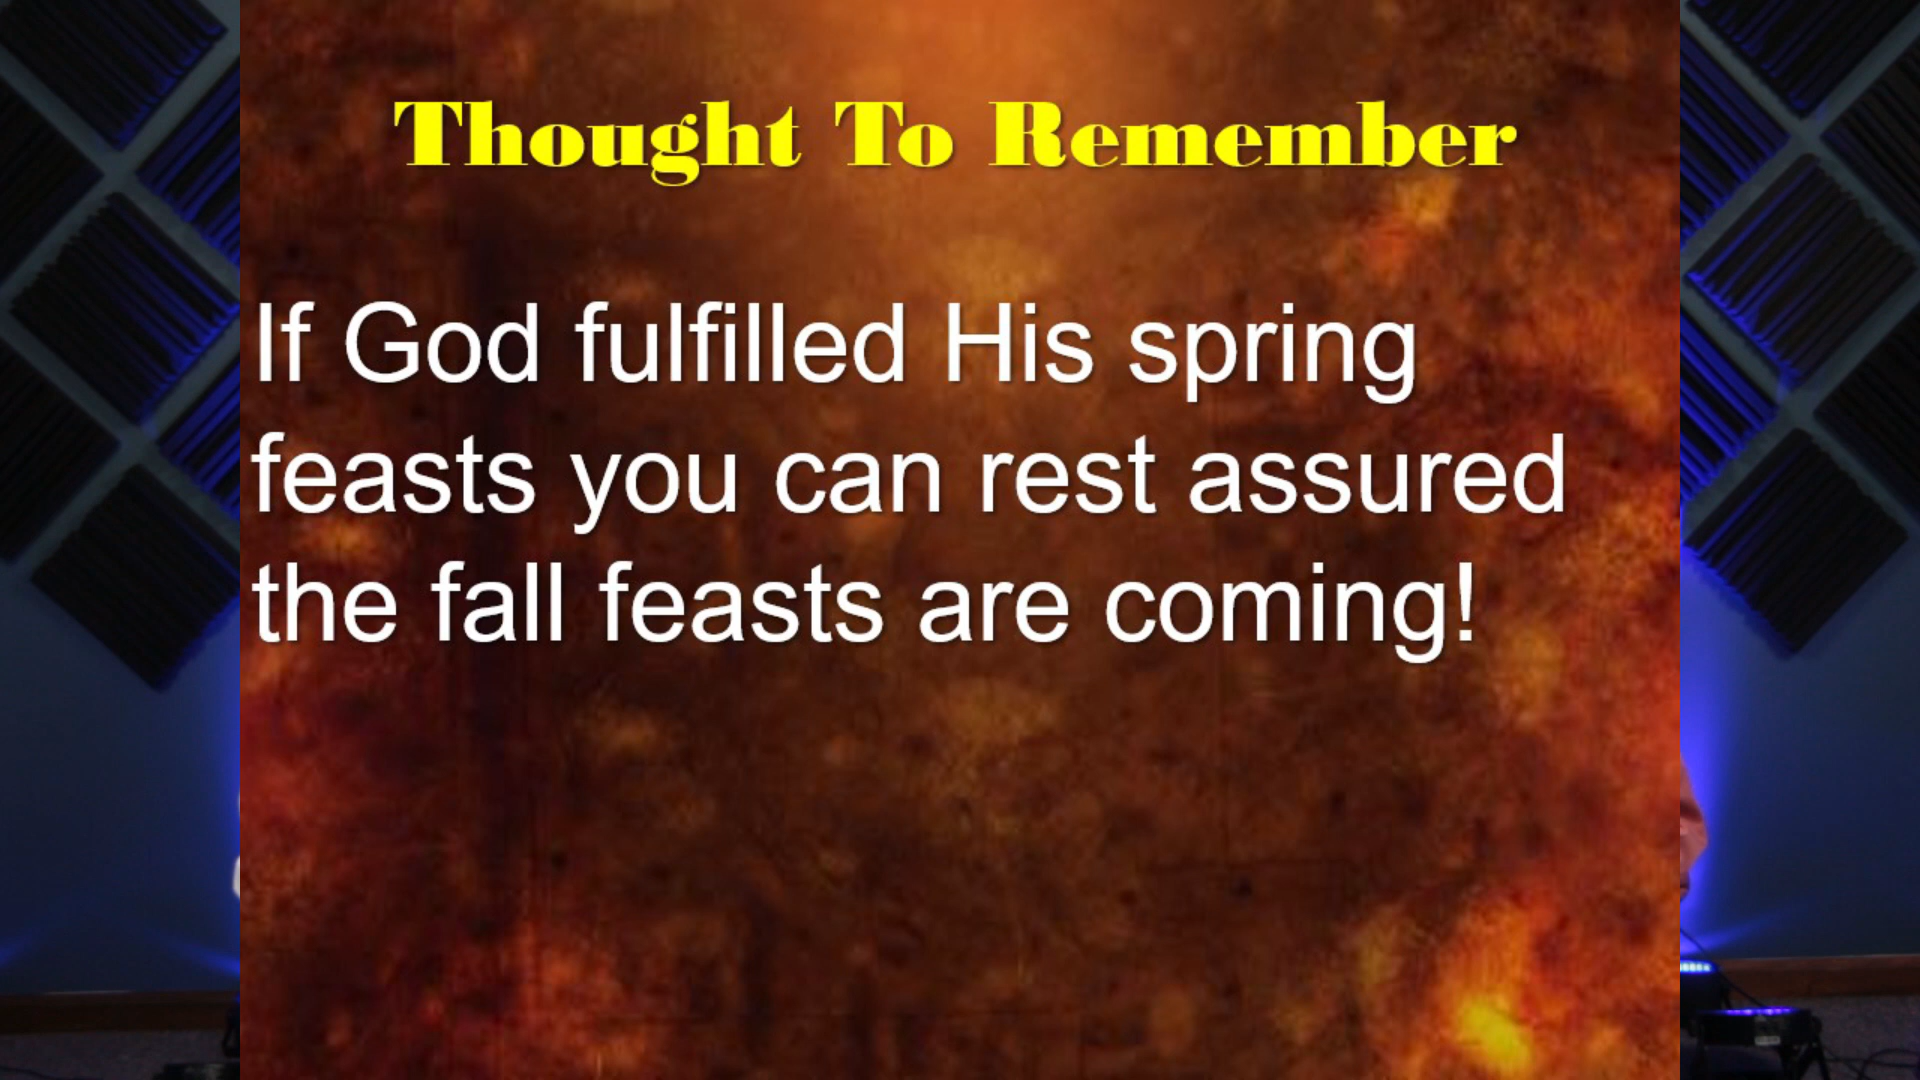 Thought To Remember
If God fulfilled His spring
feasts you can rest assured
the fall feasts are coming!